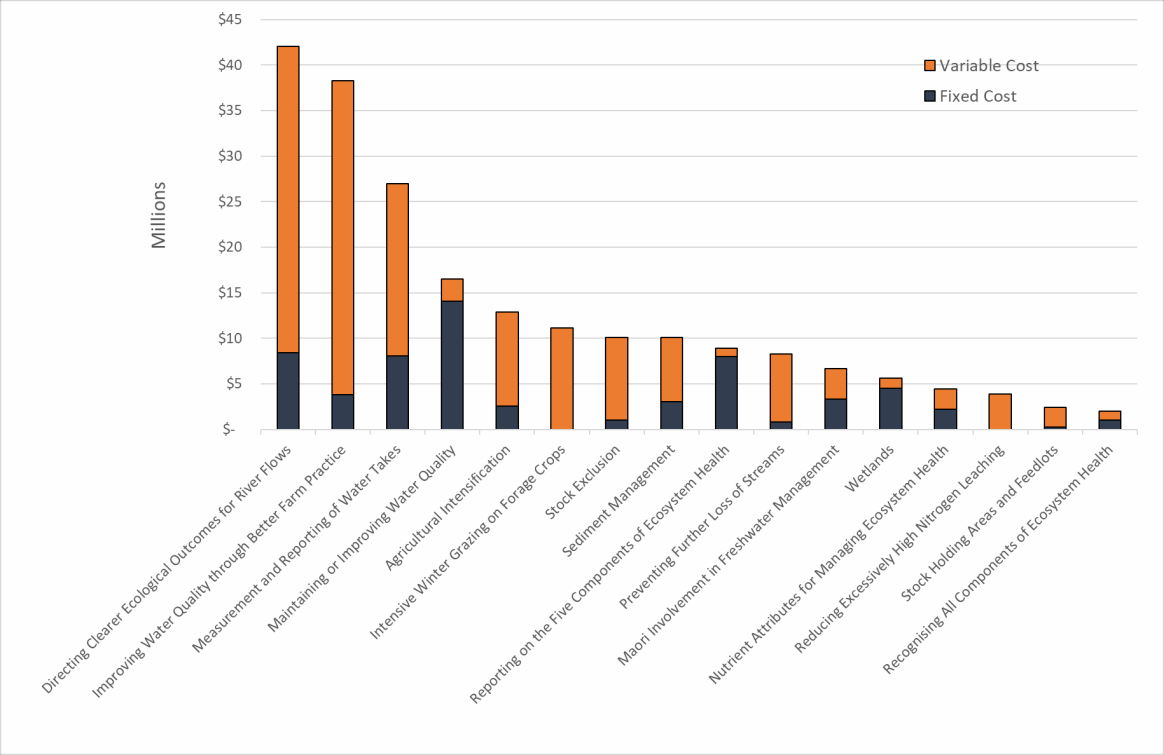 $45
$40
$35
$30
$25
$20
$15
$10
$5
$-
Millions
Variable Cost
Fixed Cost
Directing Clearer Ecological Outcomes for River Flows
Improving Water Quality through Better Farm Practice
Measurement and Reporting of Water Takes
Maintaining or Improving Water Quality
Agricultural Intensification
Intensive Winter Grazing on Forage Crops
Stock Exclusion
Sediment Management
Reporting on the Five Components of Ecosystem Health
Preventing Further Loss of Streams
Maori Involvement in Freshwater Management
Wetlands
Nutrient Attributes for Managing Ecosystem Health
Reducing Excessively High Nitrogen Leaching
Stock Holding Areas and Feedlots
Recognising All Components of Ecosystem Health